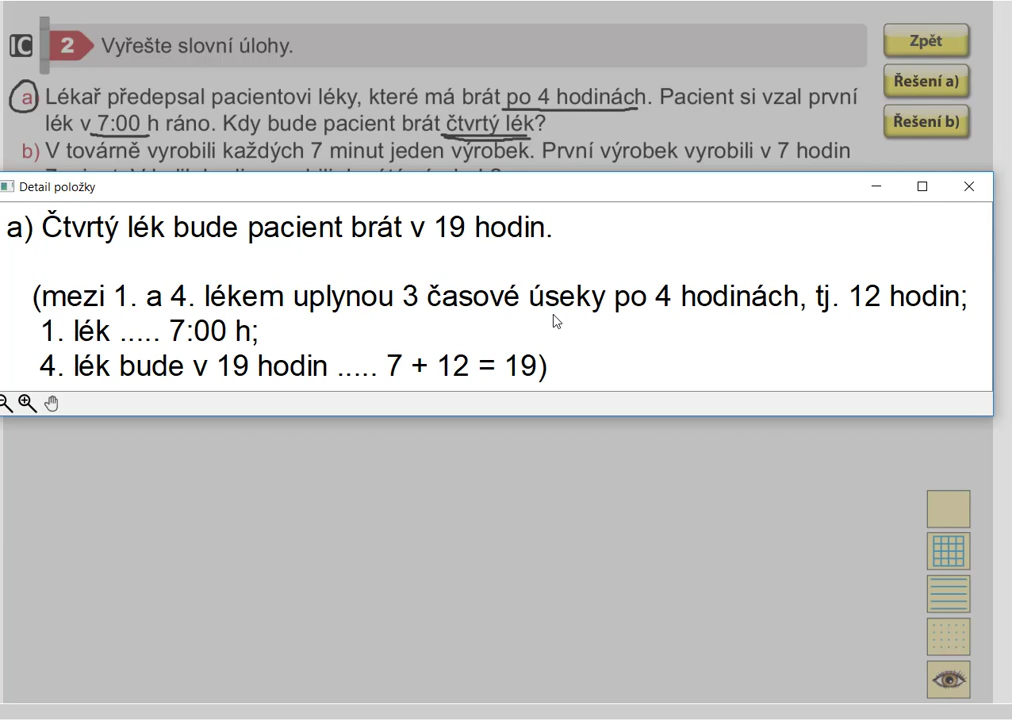 2 Vyřešte slovní úlohy.
Zpět
Řešení a)
Řešení b)
a) Lékař předepsal pacientovi léky, které má brát po 4 hodinách. Pacient si vzal první
lék v 7:00 h ráno. Kdy bude pacient brát čtvrtý lék?
b) V továrně vyrobili každých 7 minut jeden výrobek. První výrobek vyrobili v 7 hodin
Detail položky
a) Čtvrtý lék bude pacient brát v 19 hodin.
(mezi 1. a 4. lékem uplynou 3 časové úseky po 4 hodinách, tj. 12 hodin;
1. lék ..... 7:00 h;
4. lék bude v 19 hodin ..... 7 + 12 = 19)